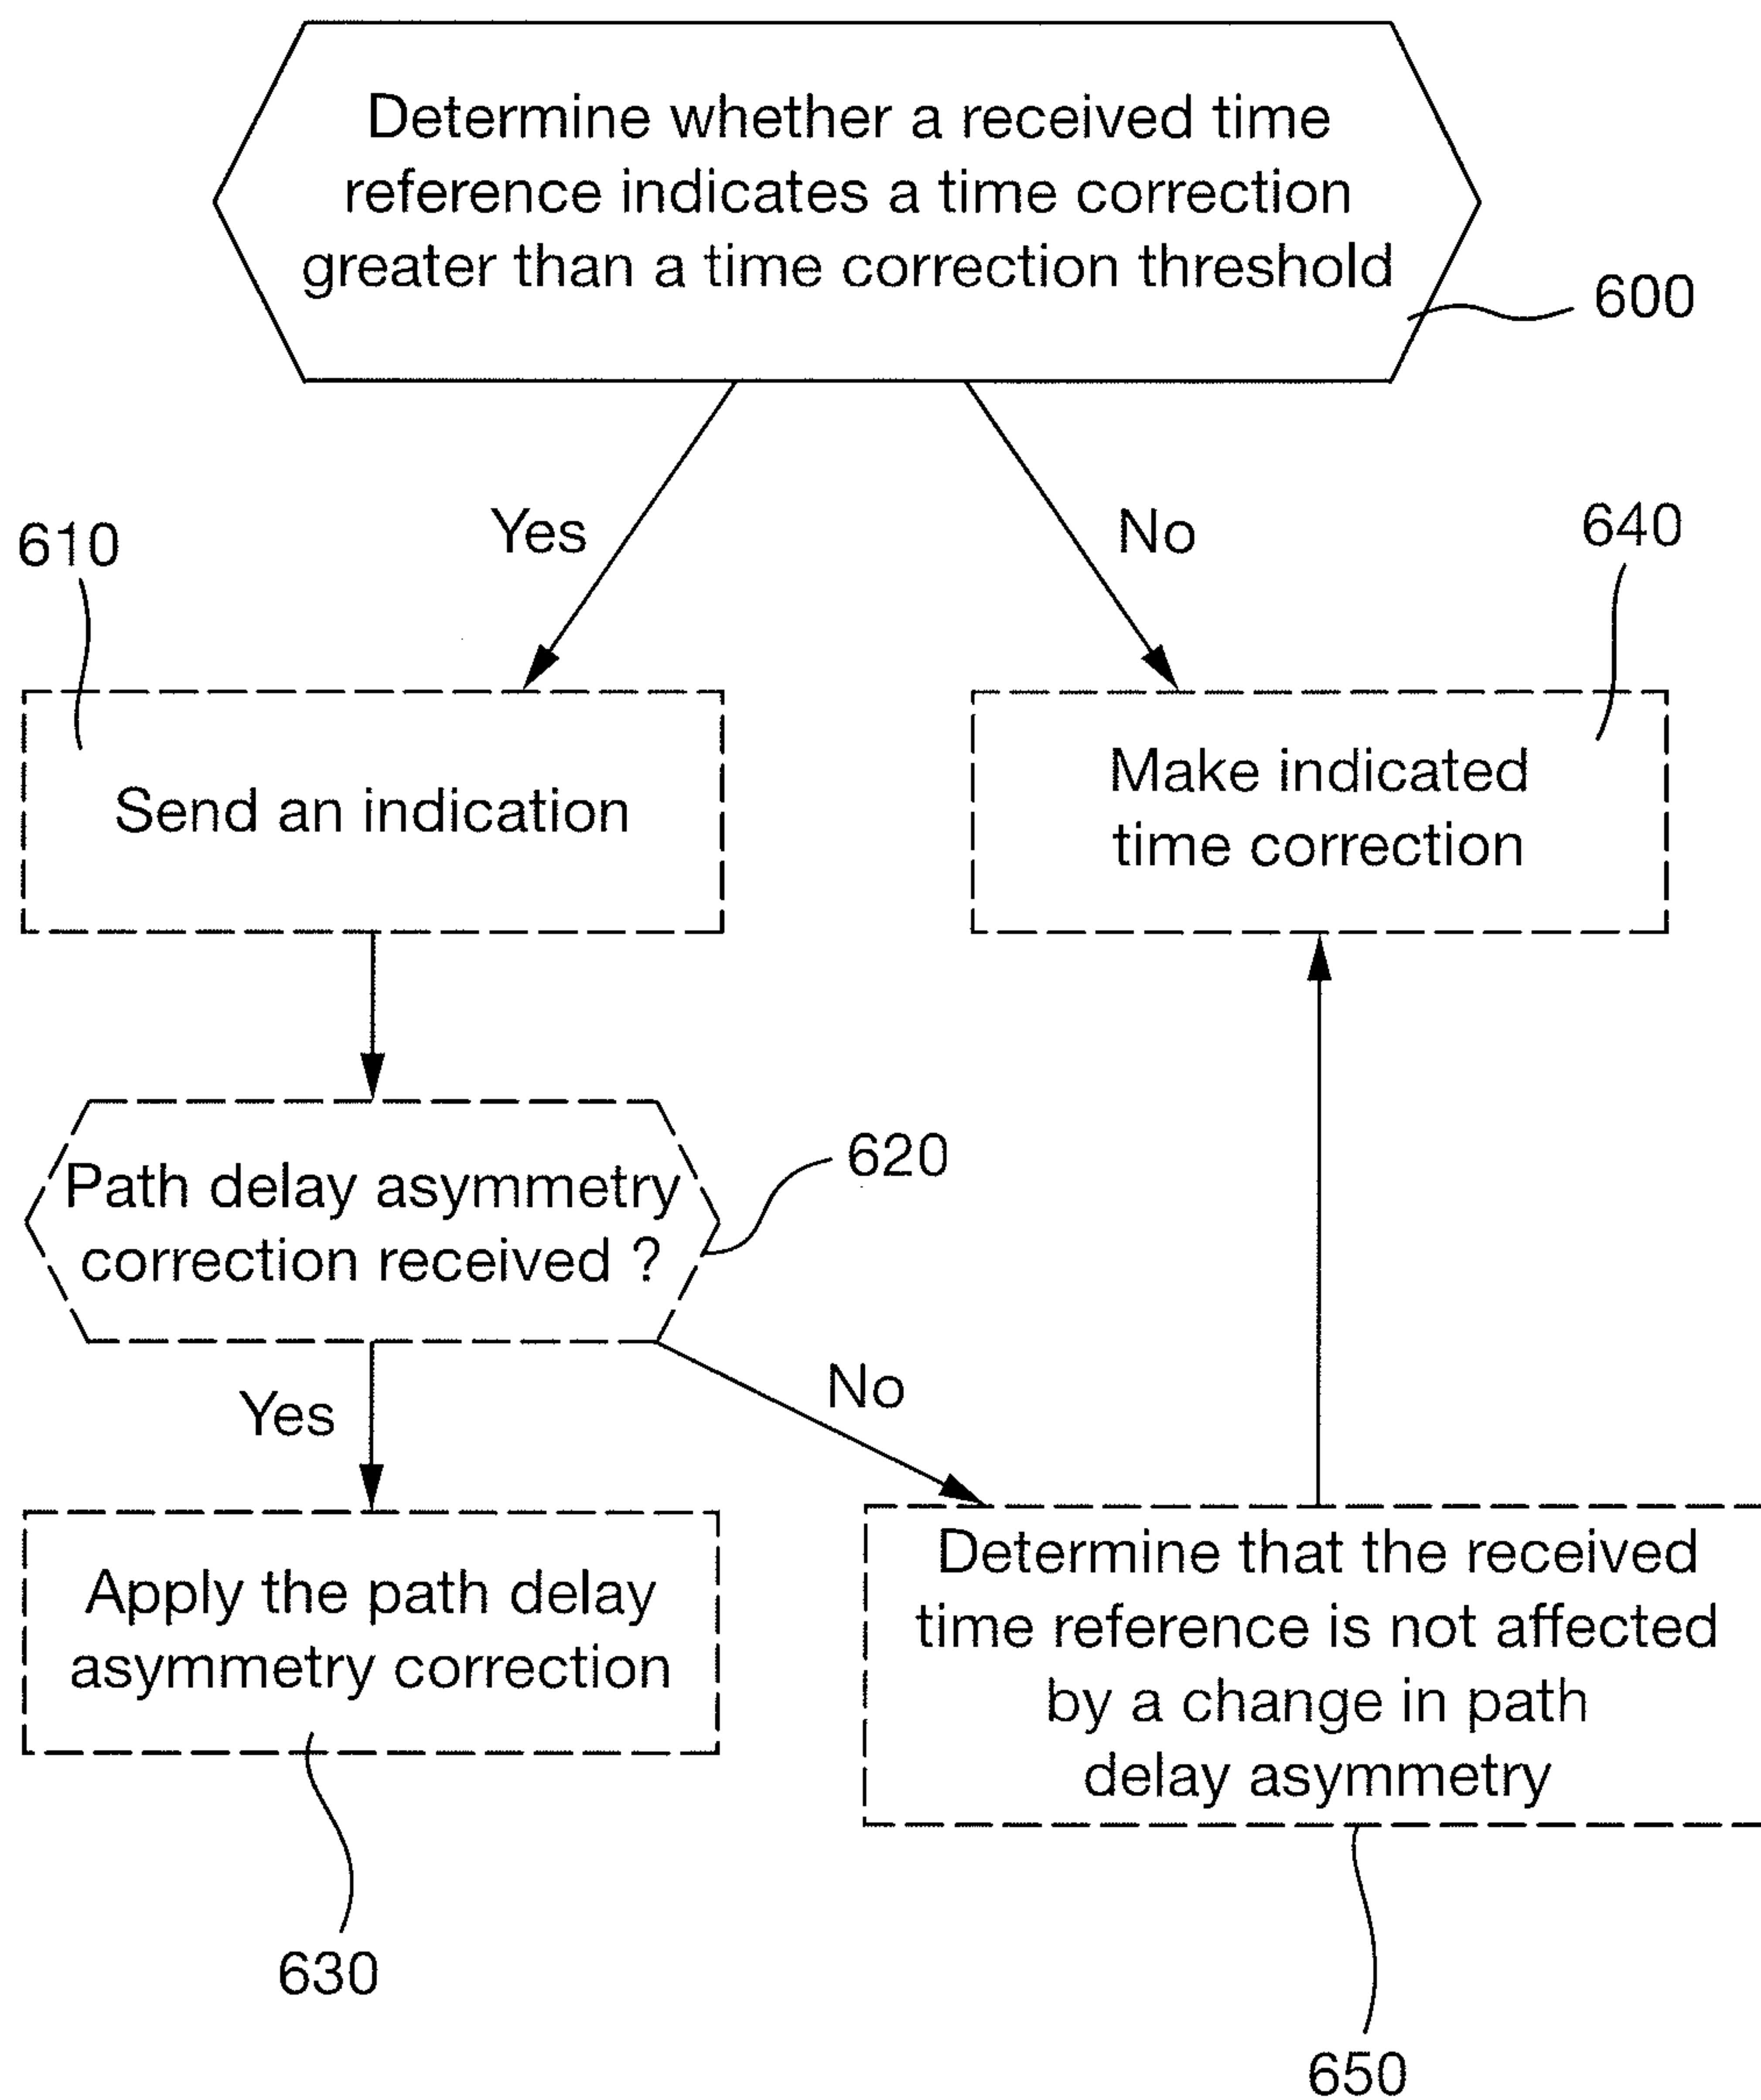 Determine whether a received time
reference indicates a time correction
greater than a time correction threshold
600
Yes
No
610
640
Send an indication
Make indicated
time correction
Path delay asymmetry
correction received ?
620
Yes
No
Apply the path delay
asymmetry correction
Determine that the received
time reference is not affected
by a change in path
delay asymmetry
630
650